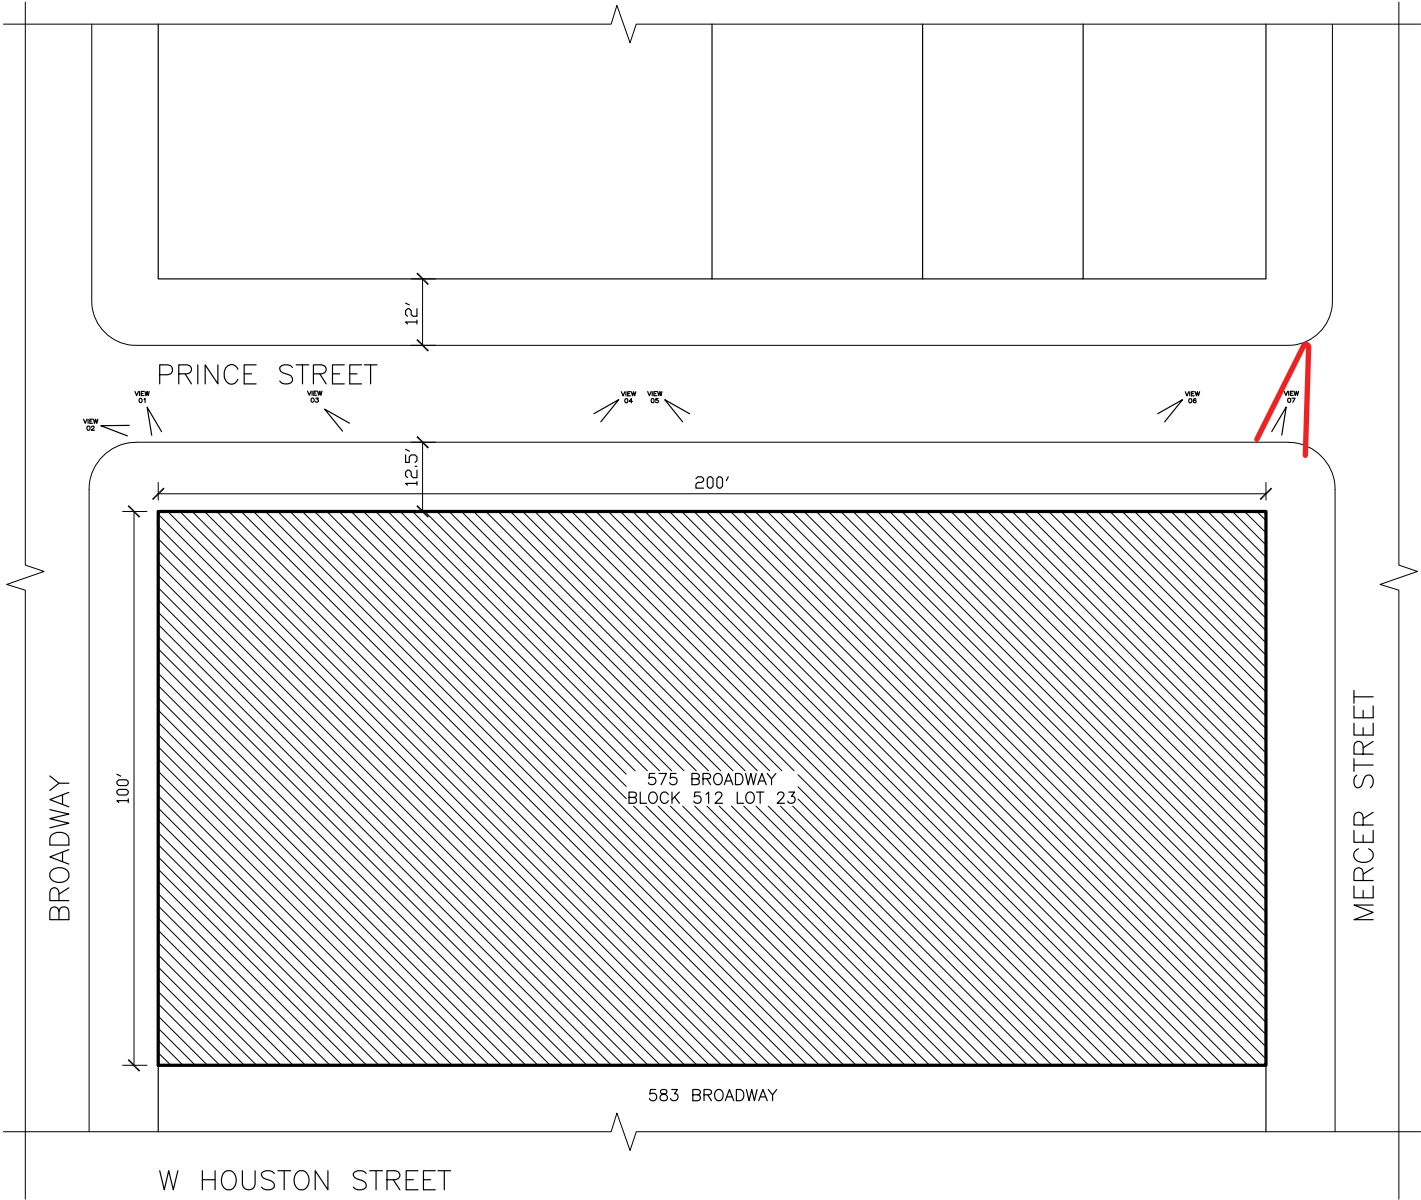 12'
PRINCE STREET
VIEW
01
VIEW
02
VIEW
03
VIEW
04
VIEW
05
VIEW
06
VIEW
07
12.5'
200'
100'
575 BROADWAY
BLOCK 512 LOT 23
BROADWAY
MERCER STREET
583 BROADWAY
W HOUSTON STREET